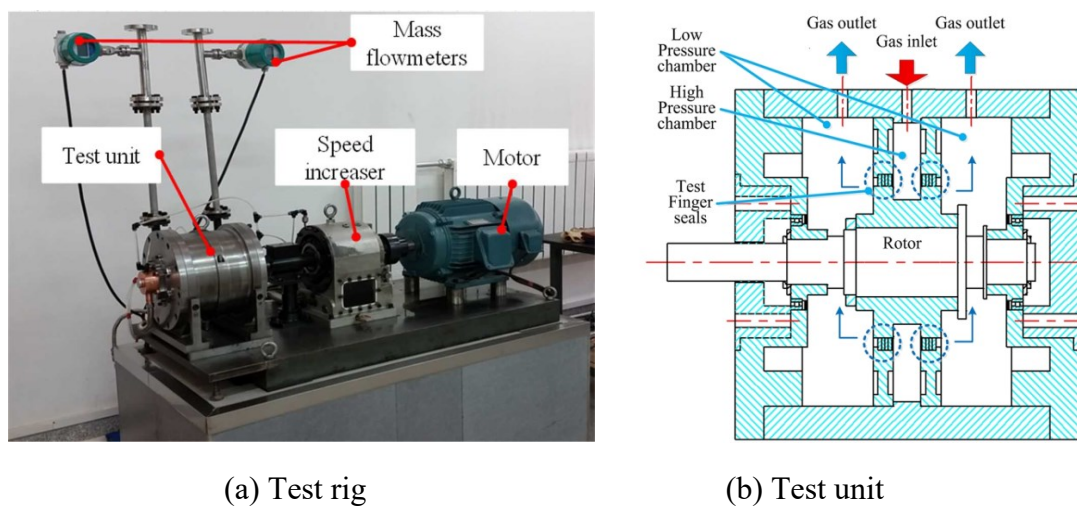 Mass
flowmeters
Test unit
Speed
increaser
Motor
Gas outlet
Gas outlet
Low
Pressure
chamber
Gas inlet
High
Pressure
chamber
Test
Finger
seals
Rotor
(a) Test rig
(b) Test unit